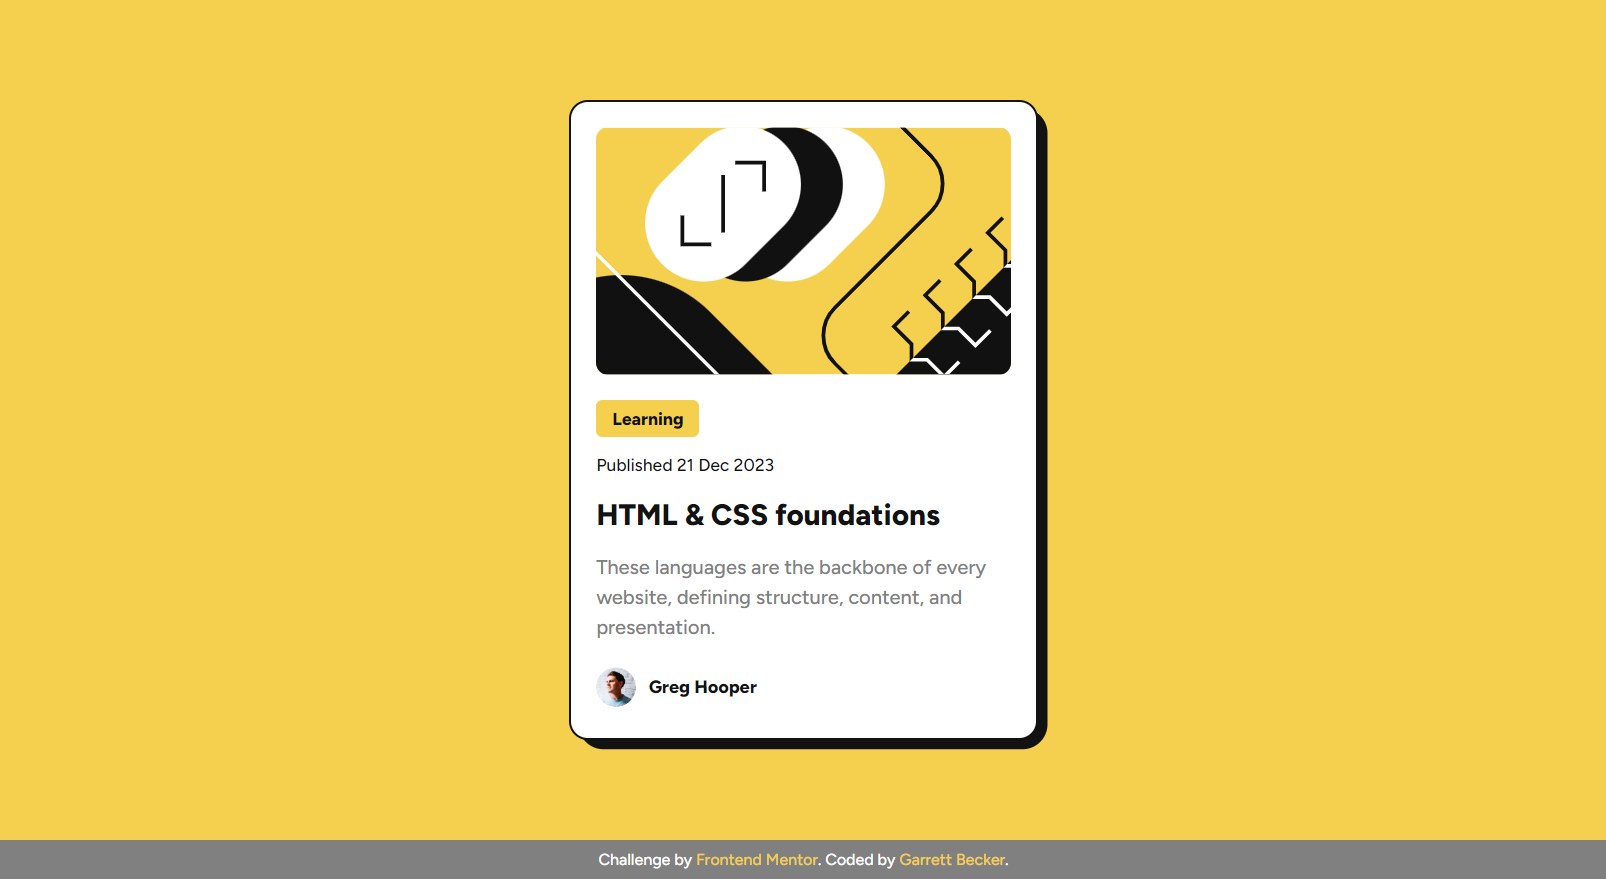 Learning
Published 21 Dec 2023
HTML & CSS foundations
These languages are the backbone of every
website, defining structure, content, and
presentation.
Greg Hooper
Challenge by Frontend Mentor. Coded by Garrett Becker.